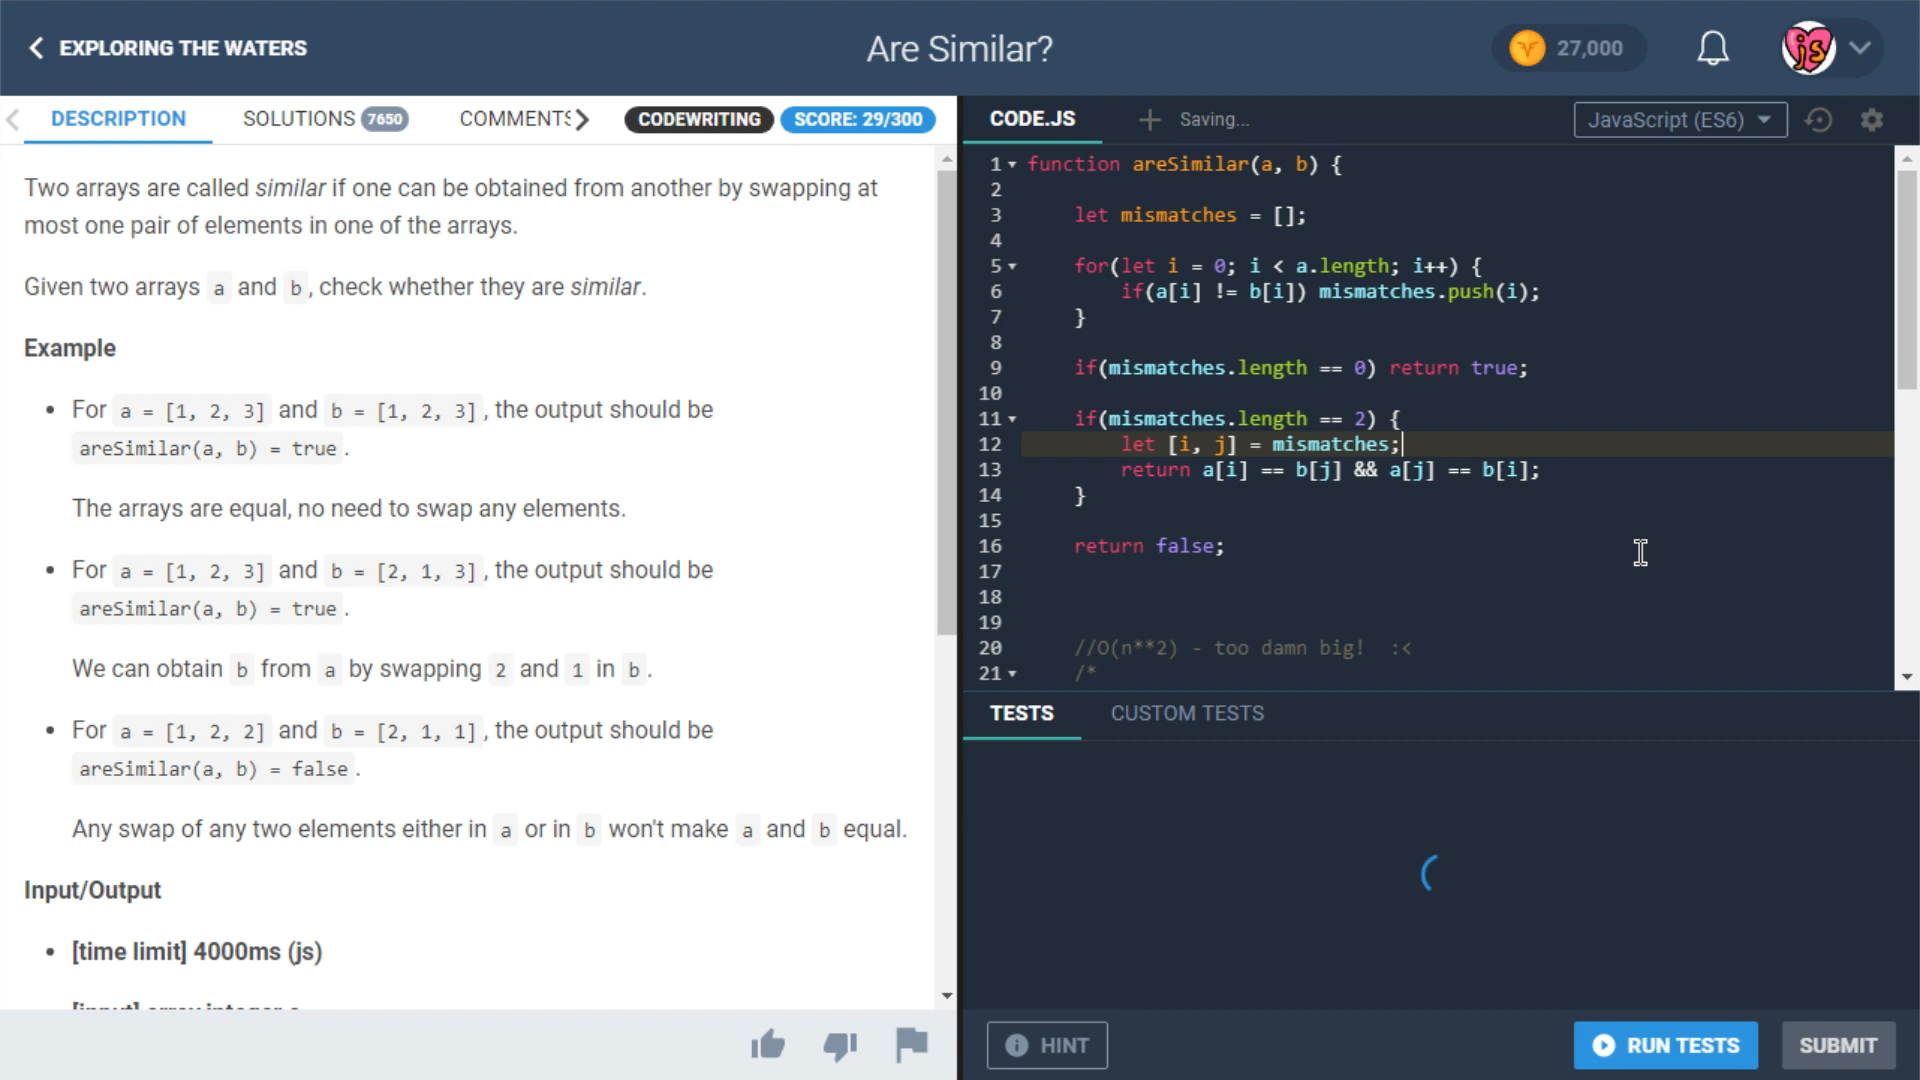 EXPLORING THE WATERS
Are Similar?
27,000
js
DESCRIPTION
SOLUTIONS 7650
COMMENTS
CODEWRITING
SCORE: 29/300
Two arrays are called similar if one can be obtained from another by swapping at
most one pair of elements in one of the arrays.
Given two arrays a and b, check whether they are similar.
Example
• For a = [1, 2, 3] and b = [1, 2, 3], the output should be
areSimilar(a, b) = true.
The arrays are equal, no need to swap any elements.
• For a = [1, 2, 3] and b = [2, 1, 3], the output should be
areSimilar(a, b) = true.
We can obtain b from a by swapping 2 and 1 in b.
• For a = [1, 2, 2] and b = [2, 1, 1], the output should be
areSimilar(a, b) = false.
Any swap of any two elements either in a or in b won't make a and b equal.
Input/Output
• [time limit] 4000ms (js)
CODE.JS
Saving...
JavaScript (ES6)
1 function areSimilar(a, b) {
2
3 let mismatches = [];
4
5 for(let i = 0; i < a.length; i++) {
6 if(a[i] != b[i]) mismatches.push(i);
7 }
8
9 if(mismatches.length == 0) return true;
10
11 if(mismatches.length == 2) {
12 let [i, j] = mismatches;
13 return a[i] == b[j] && a[j] == b[i];
14 }
15
16 return false;
17
18
19
20 //O(n**2) - too damn big! :<
21 /*
TESTS
CUSTOM TESTS
HINT
RUN TESTS
SUBMIT